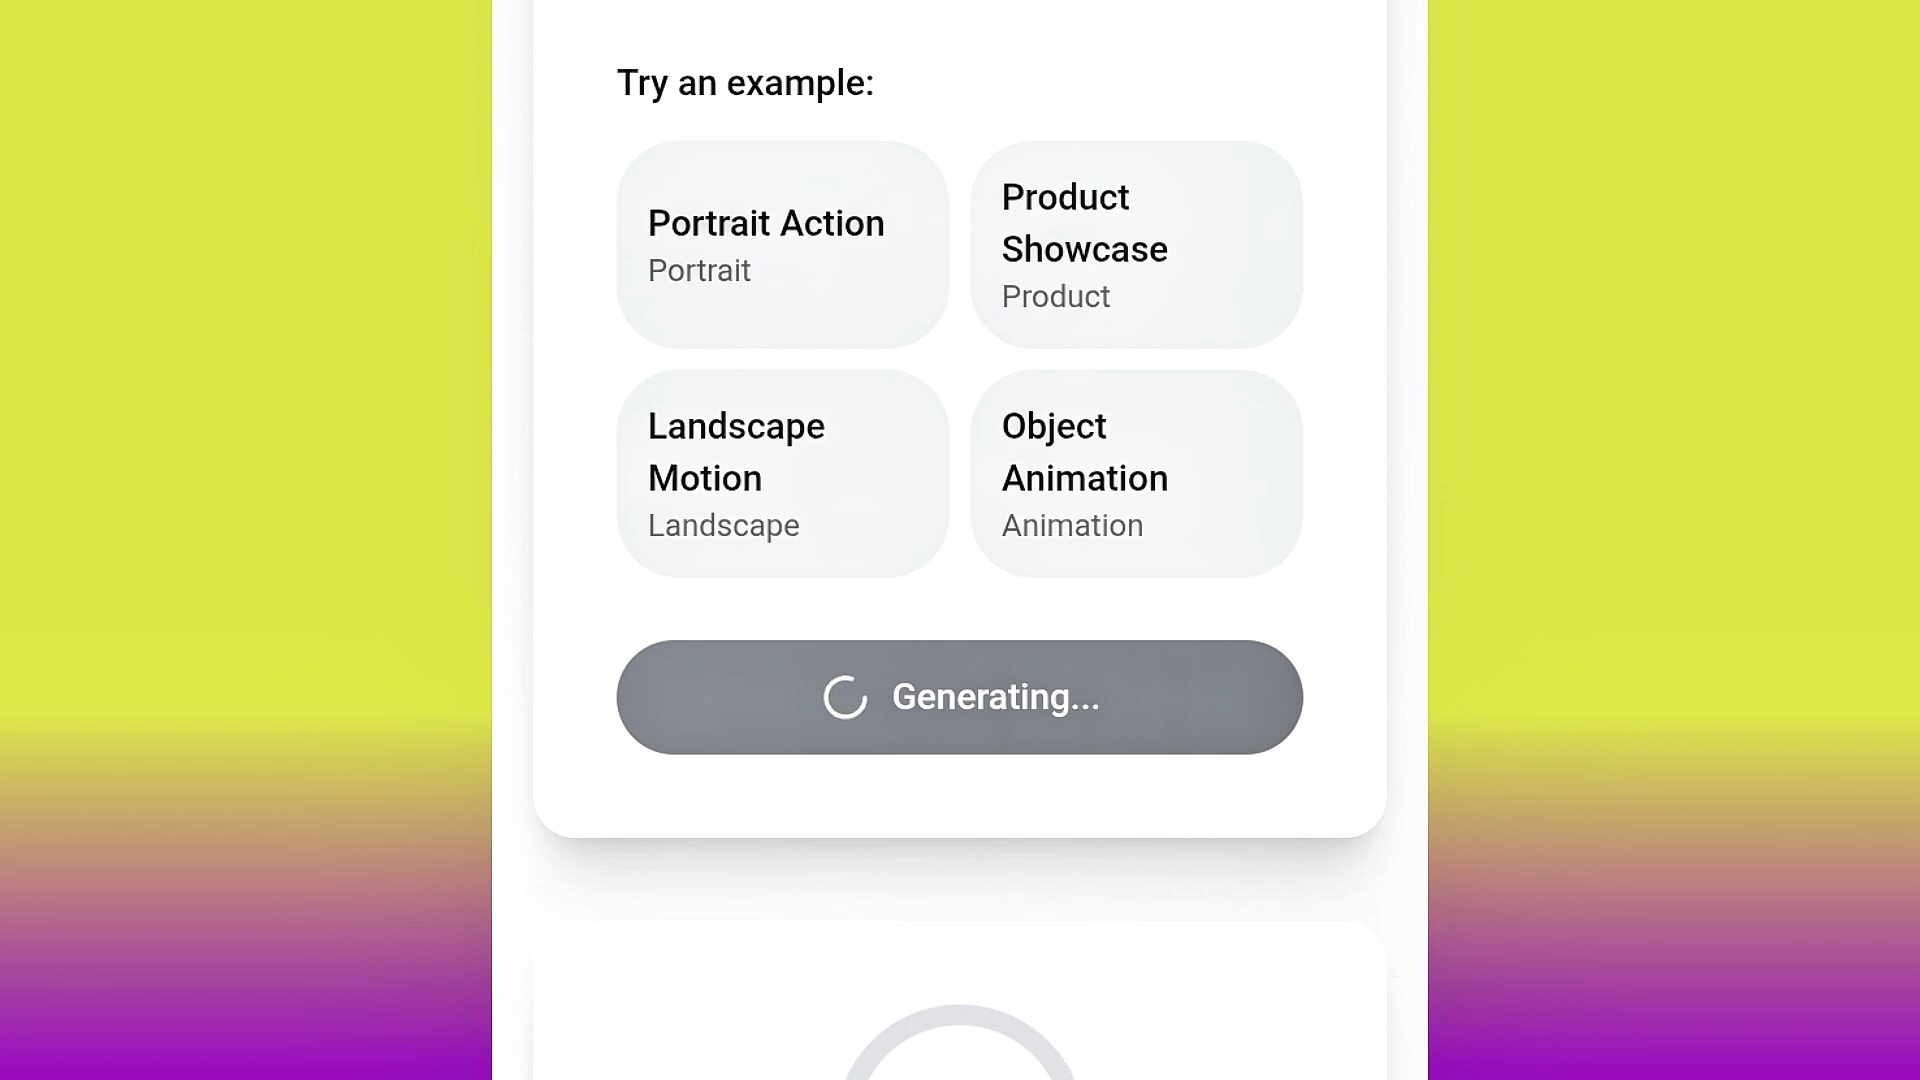 Try an example:
Portrait Action
Portrait
Product
Showcase
Product
Landscape
Motion
Landscape
Object
Animation
Animation
Generating...